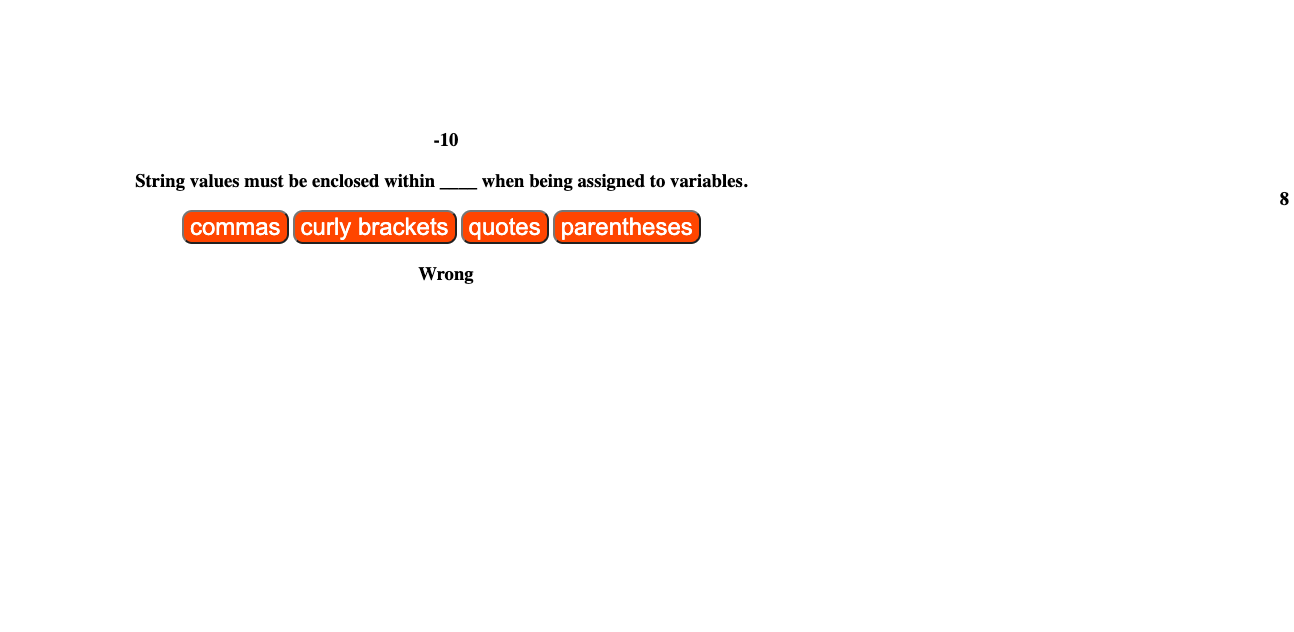 -10
String values must be enclosed within ____ when being assigned to variables.
8
commas curly brackets quotes parentheses
Wrong